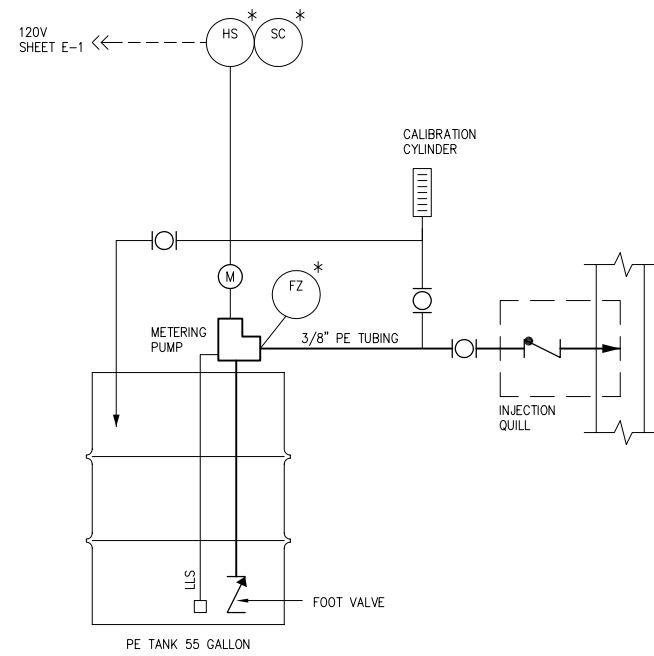 120V
SHEET E-1
HS
*
SC
*
CALIBRATION
CYLINDER
M
FZ
*
METERING
PUMP
3/8" PE TUBING
INJECTION
QUILL
LLS
FOOT VALVE
PE TANK 55 GALLON